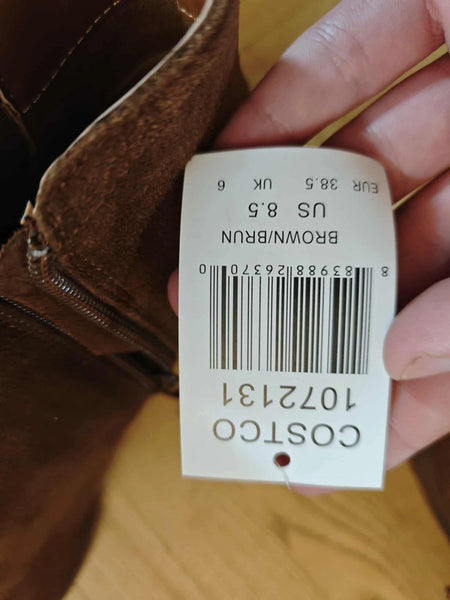 COSTCO
1072131
8 83988 26370 0
BROWN/BRUN
US 8.5
EUR 38.5 UK 6